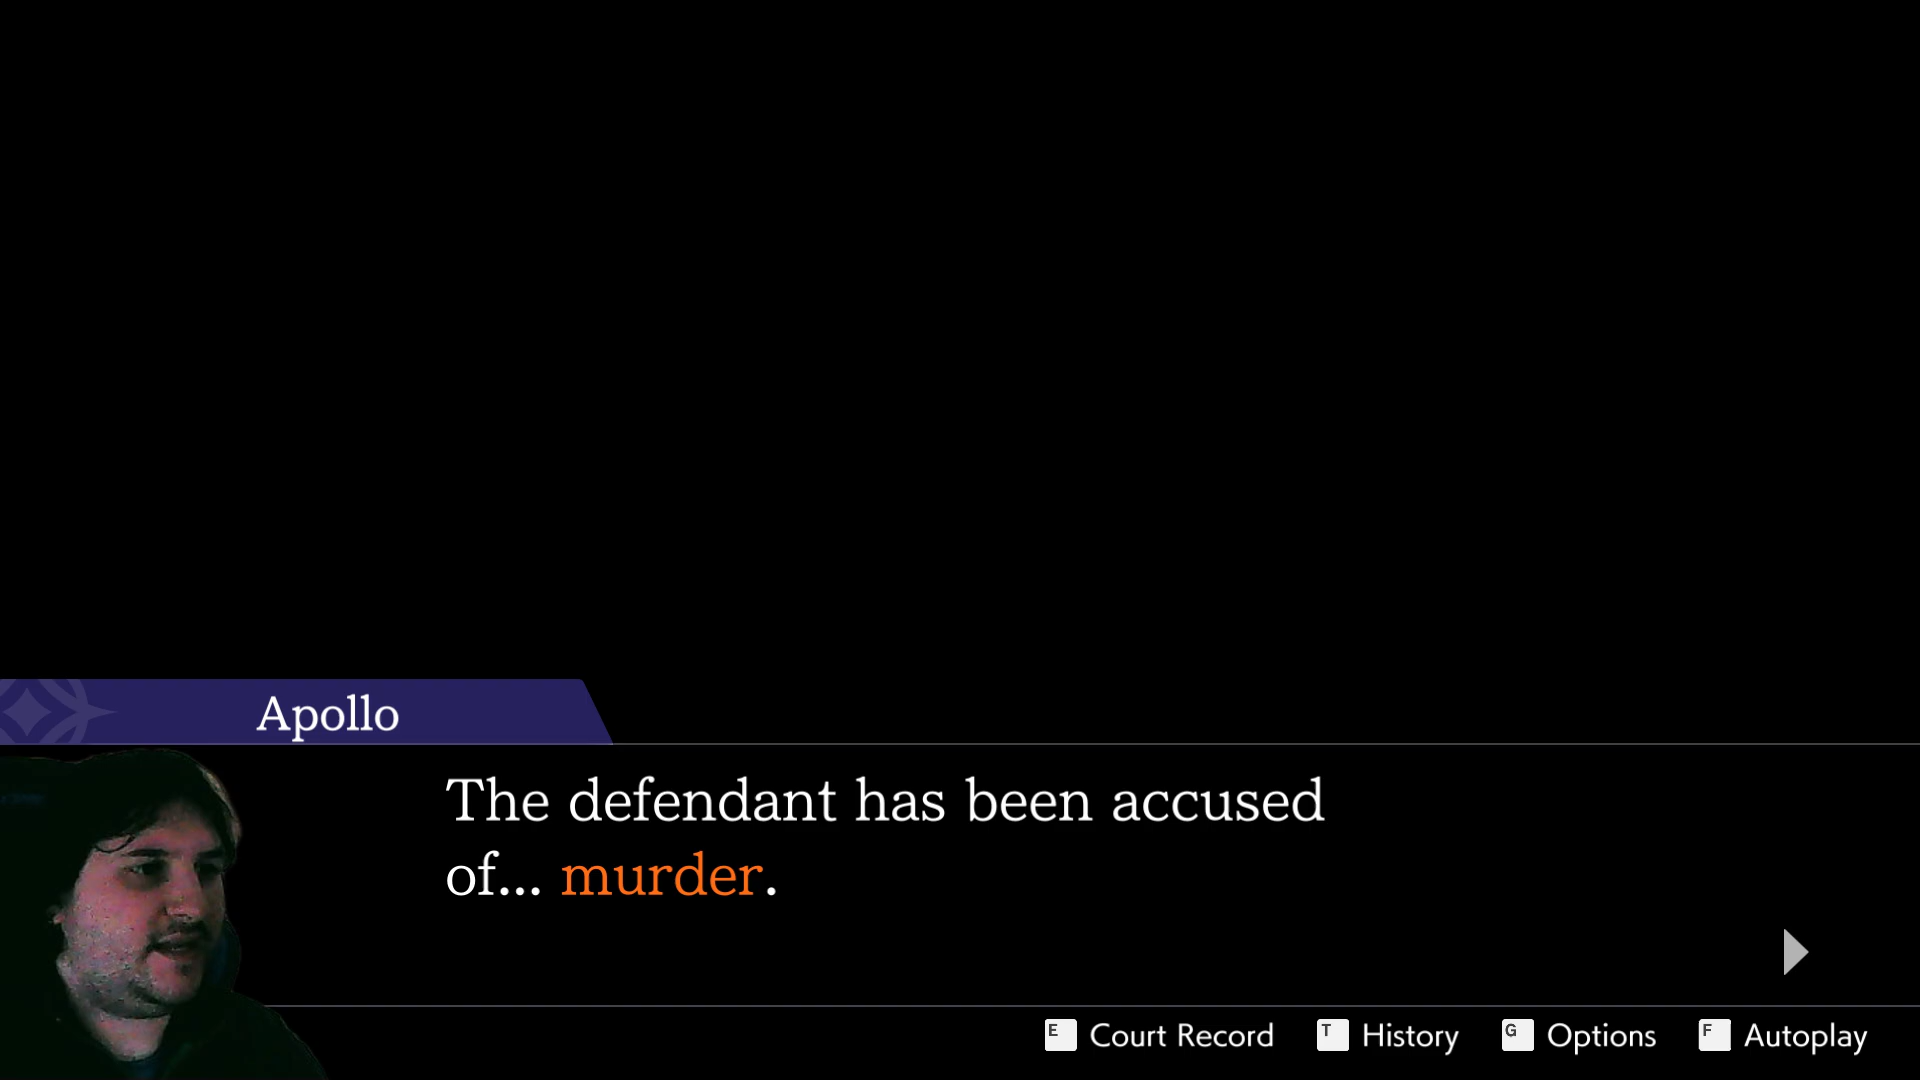 Apollo
The defendant has been accused
of... murder.
E Court Record T History G Options F Autoplay